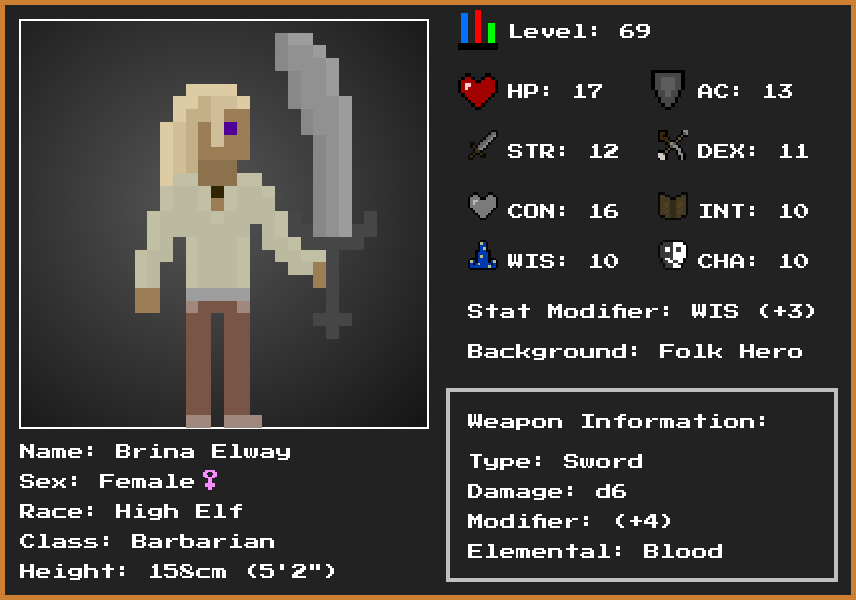 Level: 69
HP: 17 AC: 13
STR: 12 DEX: 11
CON: 16 INT: 10
WIS: 10 CHA: 10
Stat Modifier: WIS (+3)
Background: Folk Hero
Weapon Information:
Type: Sword
Damage: d6
Modifier: (+4)
Elemental: Blood
Name: Brina Elway
Sex: Female♀
Race: High Elf
Class: Barbarian
Height: 158cm (5'2")